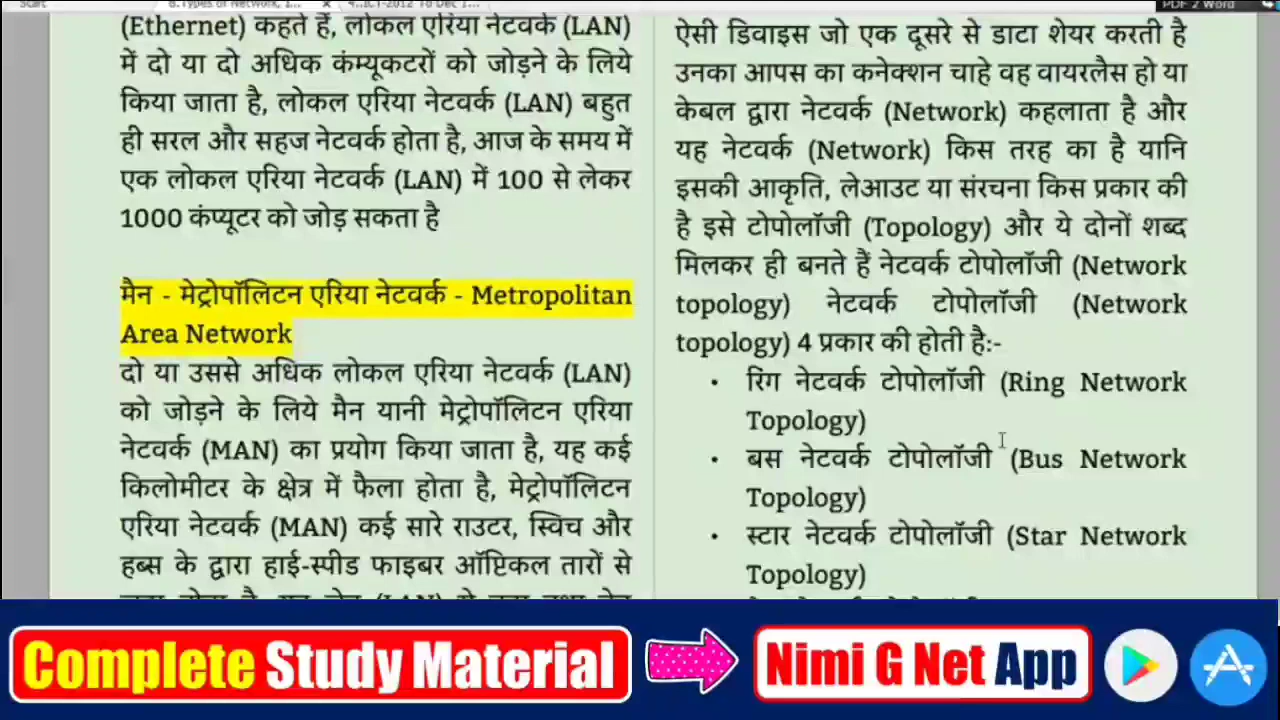 Start
PDF 2 Word
(Ethernet) कहते हैं, लोकल एरिया नेटवर्क (LAN)
में दो या दो अधिक कंम्यूकटरों को जोड़ने के लिये
किया जाता है, लोकल एरिया नेटवर्क (LAN) बहुत
ही सरल और सहज नेटवर्क होता है, आज के समय में
एक लोकल एरिया नेटवर्क (LAN) में 100 से लेकर
1000 कंप्यूटर को जोड़ सकता है
मैन - मेट्रोपॉलिटन एरिया नेटवर्क - Metropolitan
Area Network
दो या उससे अधिक लोकल एरिया नेटवर्क (LAN)
को जोड़ने के लिये मैन यानी मेट्रोपॉलिटन एरिया
नेटवर्क (MAN) का प्रयोग किया जाता है, यह कई
किलोमीटर के क्षेत्र में फैला होता है, मेट्रोपॉलिटन
एरिया नेटवर्क (MAN) कई सारे राउटर, स्विच और
हब्स के द्वारा हाई-स्पीड फाइबर ऑप्टिकल तारों से
ऐसी डिवाइस जो एक दूसरे से डाटा शेयर करती है
उनका आपस का कनेक्शन चाहे वह वायरलैस हो या
केबल द्वारा नेटवर्क (Network) कहलाता है और
यह नेटवर्क (Network) किस तरह का है यानि
इसकी आकृति, लेआउट या संरचना किस प्रकार की
है इसे टोपोलॉजी (Topology) और ये दोनों शब्द
मिलकर ही बनते हैं नेटवर्क टोपोलॉजी (Network
topology) नेटवर्क टोपोलॉजी (Network
topology) 4 प्रकार की होती है:-
• रिग नेटवर्क टोपोलॉजी (Ring Network
Topology)
• बस नेटवर्क टोपोलॉजी (Bus Network
Topology)
• स्टार नेटवर्क टोपोलॉजी (Star Network
Topology)
Complete Study Material
Nimi G Net App